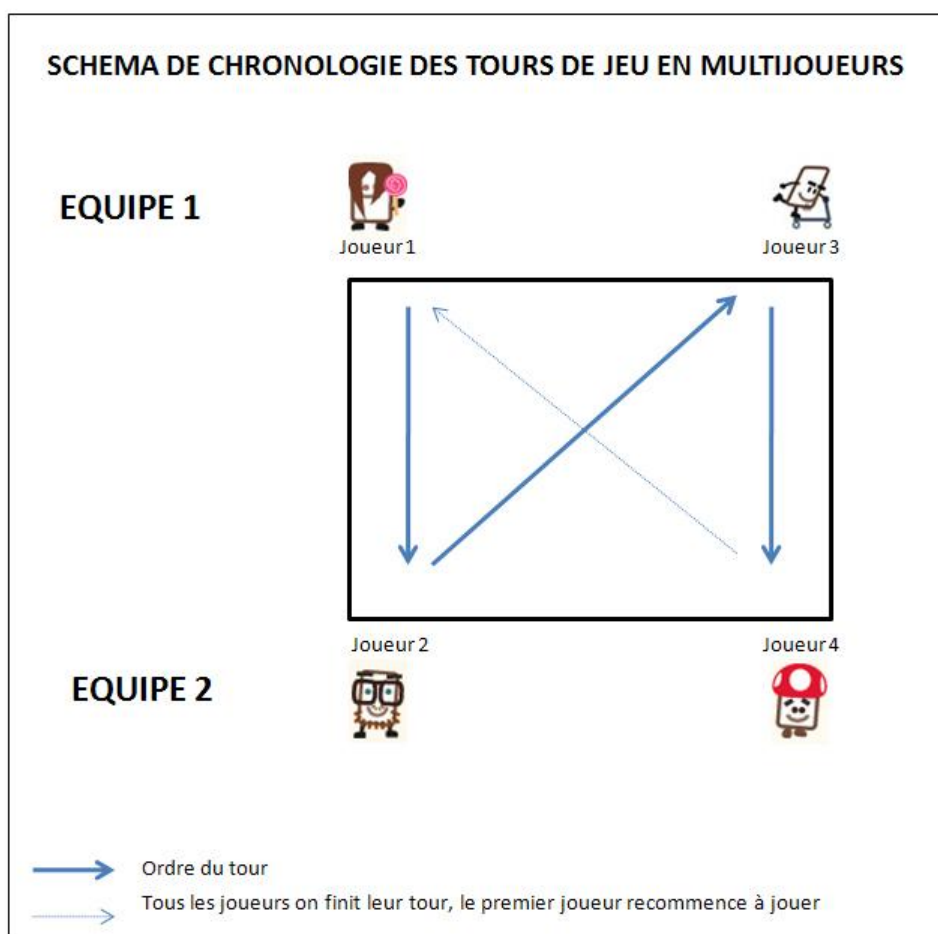 SCHEMA DE CHRONOLOGIE DES TOURS DE JEU EN MULTIJOUEURS
EQUIPE 1
Joueur 1
Joueur 3
Joueur 2
Joueur 4
EQUIPE 2
Ordre du tour
Tous les joueurs on finit leur tour, le premier joueur recommence à jouer